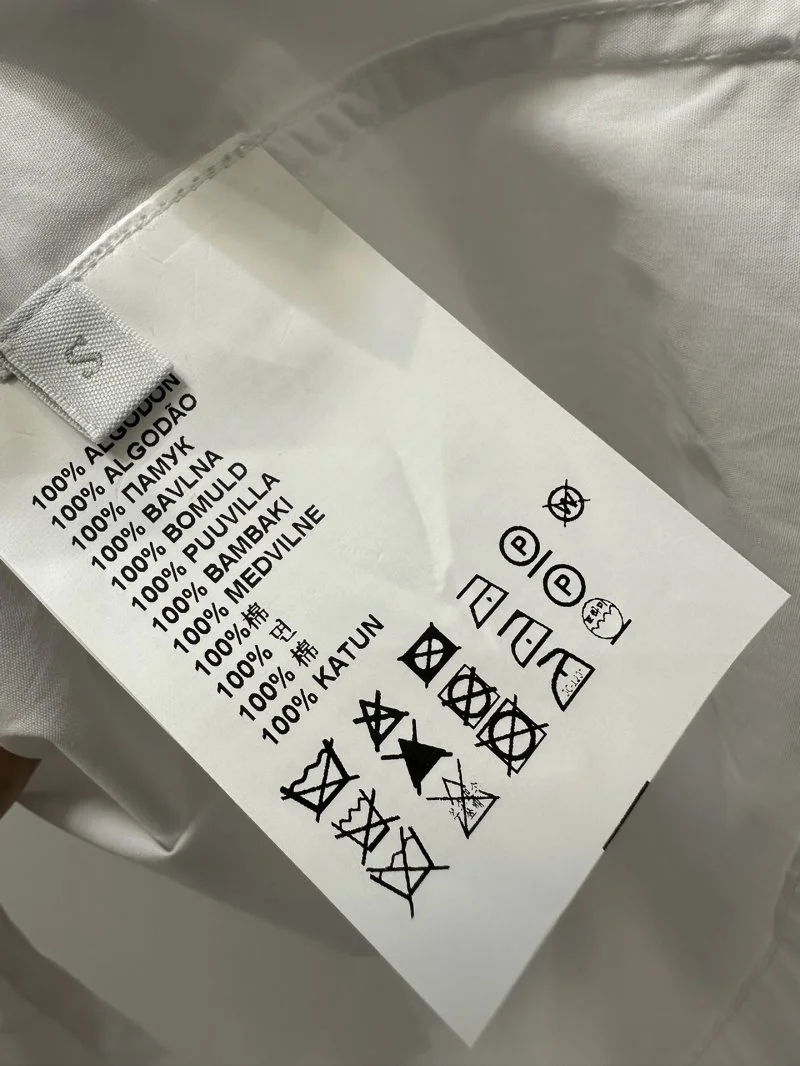 S
100% ALGODÓN
100% ALGODÃO
100% ПАМУК
100% BAVLNA
100% BOMULD
100% PUUVILLA
100% BAMBAKI
100% MEDVILNE
100%棉
100% 면
100% 棉
100% KATUN
W
P
P